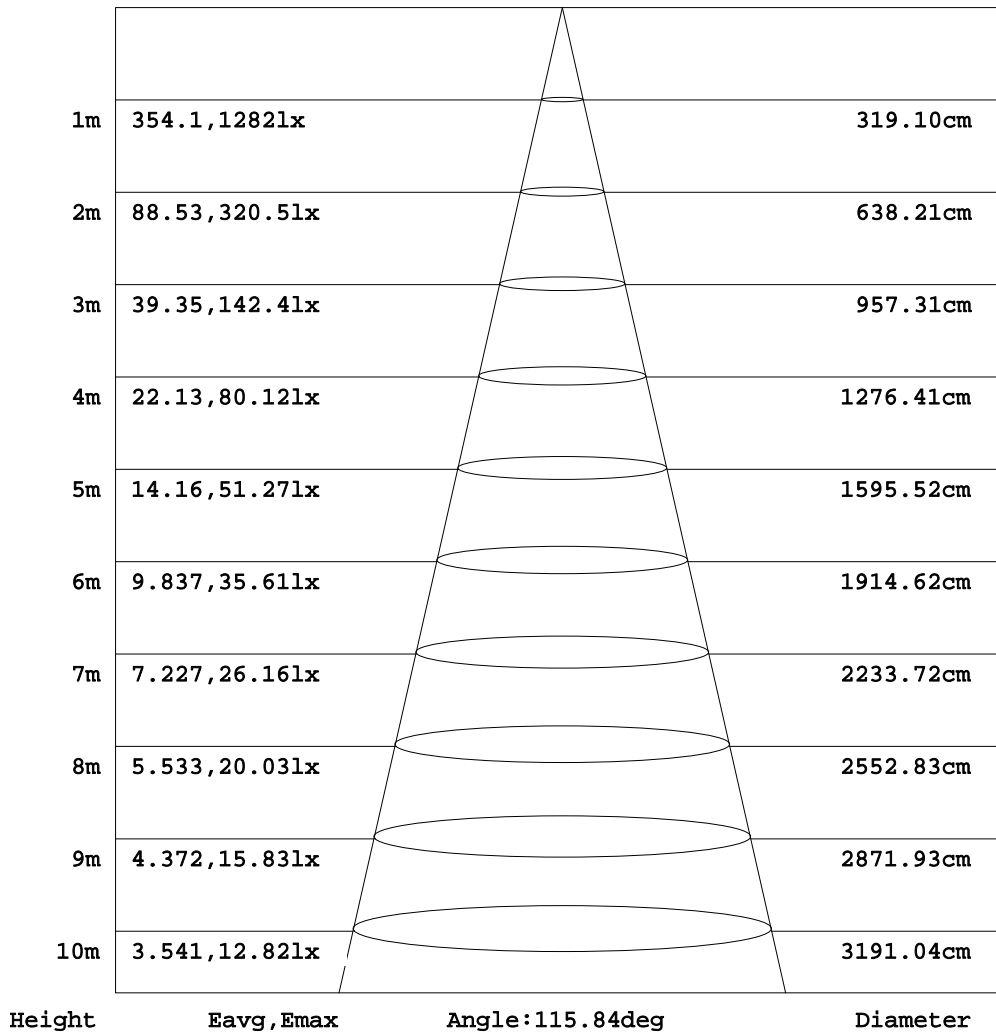 1m 354.1,1282lx 319.10cm
2m 88.53,320.5lx 638.21cm
3m 39.35,142.4lx 957.31cm
4m 22.13,80.12lx 1276.41cm
5m 14.16,51.27lx 1595.52cm
6m 9.837,35.61lx 1914.62cm
7m 7.227,26.16lx 2233.72cm
8m 5.533,20.03lx 2552.83cm
9m 4.372,15.83lx 2871.93cm
10m 3.541,12.82lx 3191.04cm
Height Eavg,Emax Angle:115.84deg Diameter